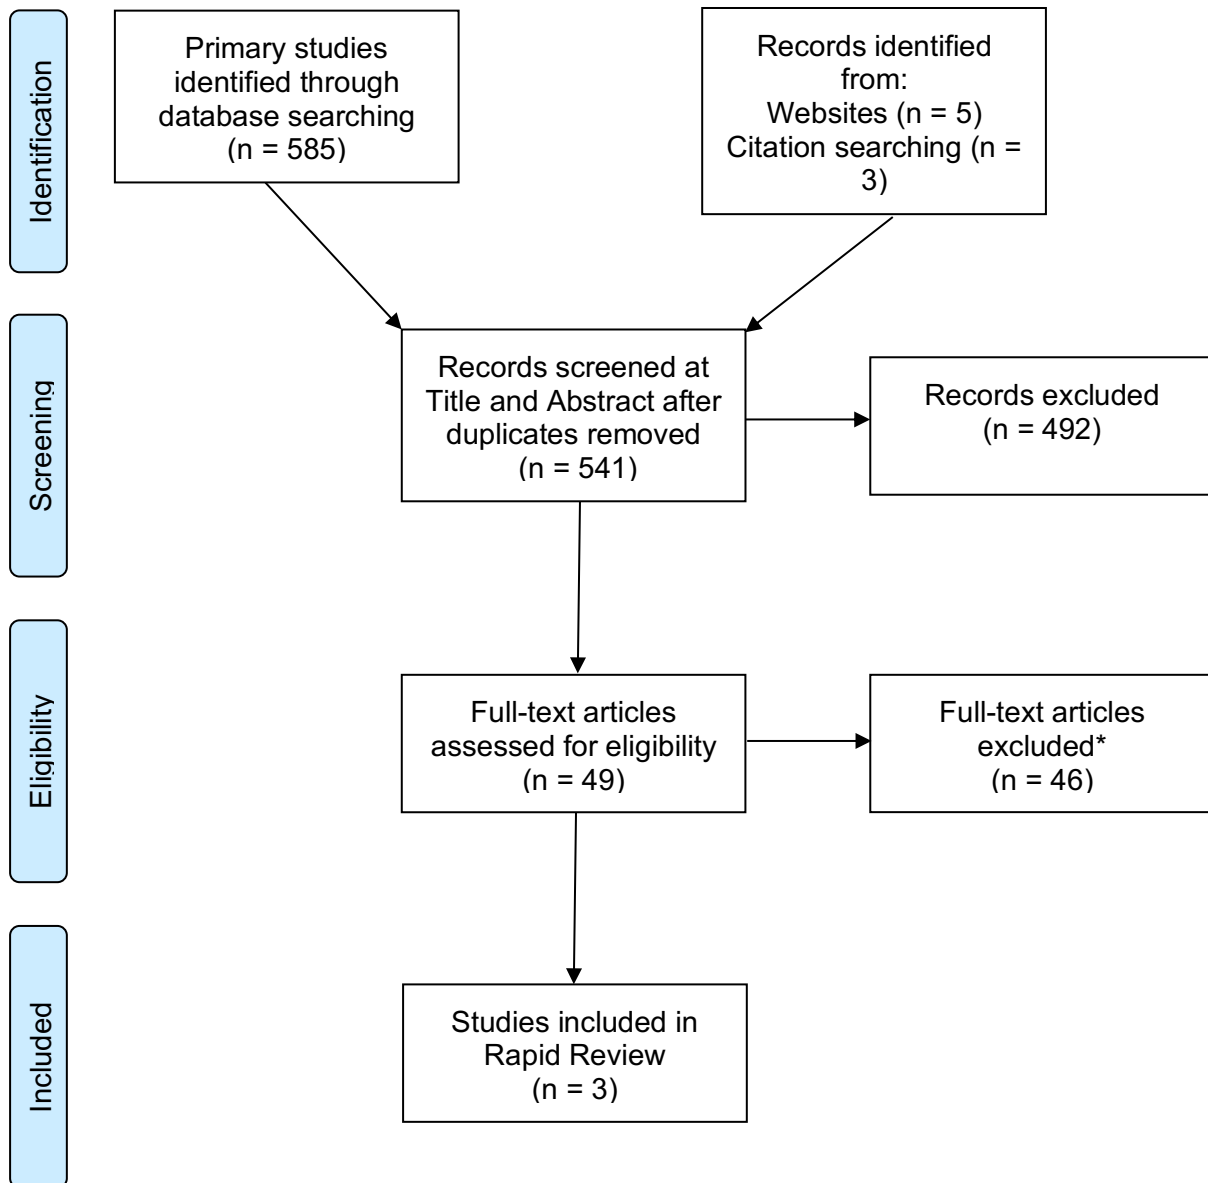 Identification
Primary studies
identified through
database searching
(n = 585)
Records identified
from:
Websites (n = 5)
Citation searching (n =
3)
Screening
Records screened at
Title and Abstract after
duplicates removed
(n = 541)
Records excluded
(n = 492)
Eligibility
Full-text articles
assessed for eligibility
(n = 49)
Full-text articles
excluded*
(n = 46)
Included
Studies included in
Rapid Review
(n = 3)